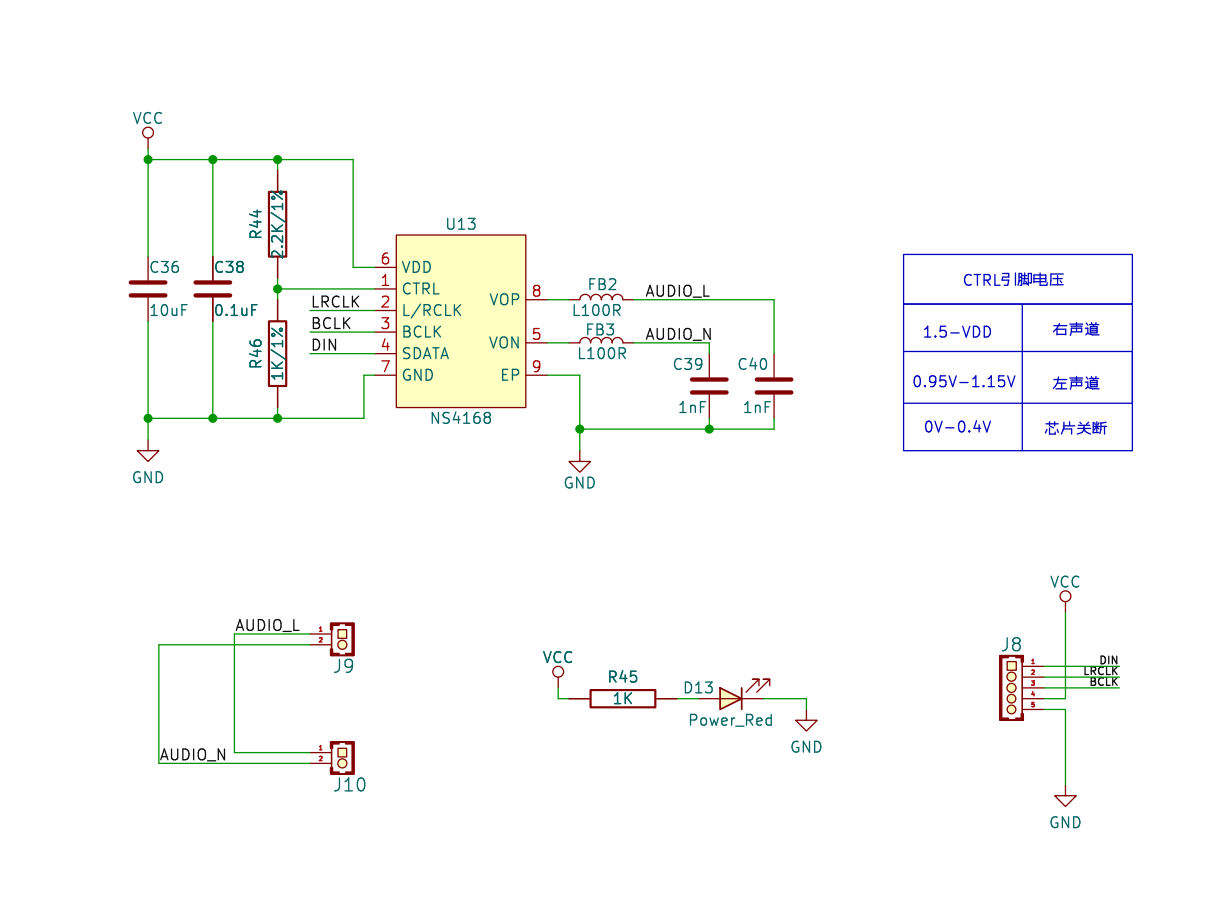 VCC
C36
10uF
C38
0.1uF
R44
2.2K/1%
R46
1K/1%
GND
U13
6 VDD
1 CTRL
LRCLK 2 L/RCLK
BCLK 3 BCLK
DIN 4 SDATA
7 GND
VOP 8
VON 5
EP 9
NS4168
FB2
L100R
AUDIO_L
FB3
L100R
AUDIO_N
C39
1nF
C40
1nF
GND
CTRL引脚电压
1.5-VDD 右声道
0.95V-1.15V 左声道
0V-0.4V 芯片关断
AUDIO_L
1
2
J9
AUDIO_N
1
2
J10
VCC
R45
1K
D13
Power_Red
GND
VCC
J8
1 DIN
2 LRCLK
3 BCLK
4
5
GND